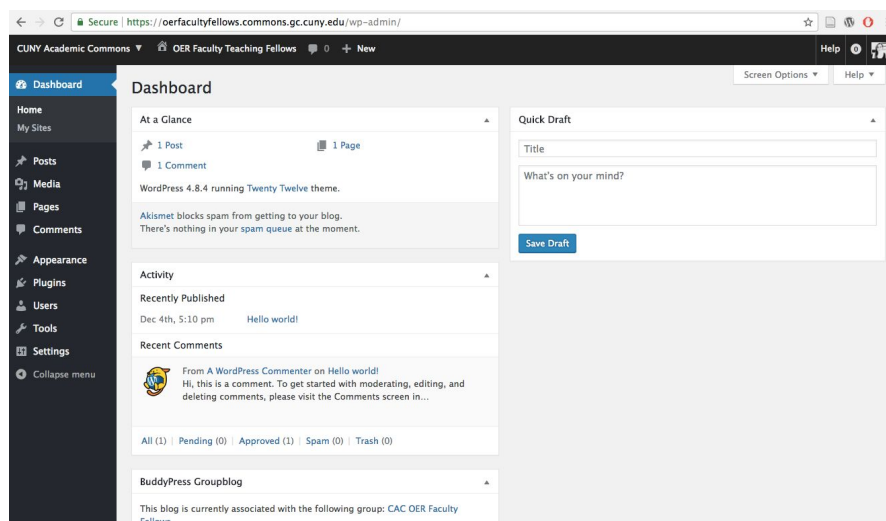 Secure | https://oerfacultyfellows.commons.gc.cuny.edu/wp-admin/
CUNY Academic Commons ▼ OER Faculty Teaching Fellows 0 + New Help 0
Screen Options ▼ Help ▼
Dashboard
Home
My Sites
Posts
Media
Pages
Comments
Appearance
Plugins
Users
Tools
Settings
Collapse menu
Dashboard
At a Glance
1 Post 1 Page
1 Comment
WordPress 4.8.4 running Twenty Twelve theme.
Akismet blocks spam from getting to your blog.
There's nothing in your spam queue at the moment.
Activity
Recently Published
Dec 4th, 5:10 pm Hello world!
Recent Comments
From A WordPress Commenter on Hello world!
Hi, this is a comment. To get started with moderating, editing, and
deleting comments, please visit the Comments screen in…
All (1) | Pending (0) | Approved (1) | Spam (0) | Trash (0)
BuddyPress Groupblog
This blog is currently associated with the following group: CAC OER Faculty
Fellows
Quick Draft
Title
What's on your mind?
Save Draft